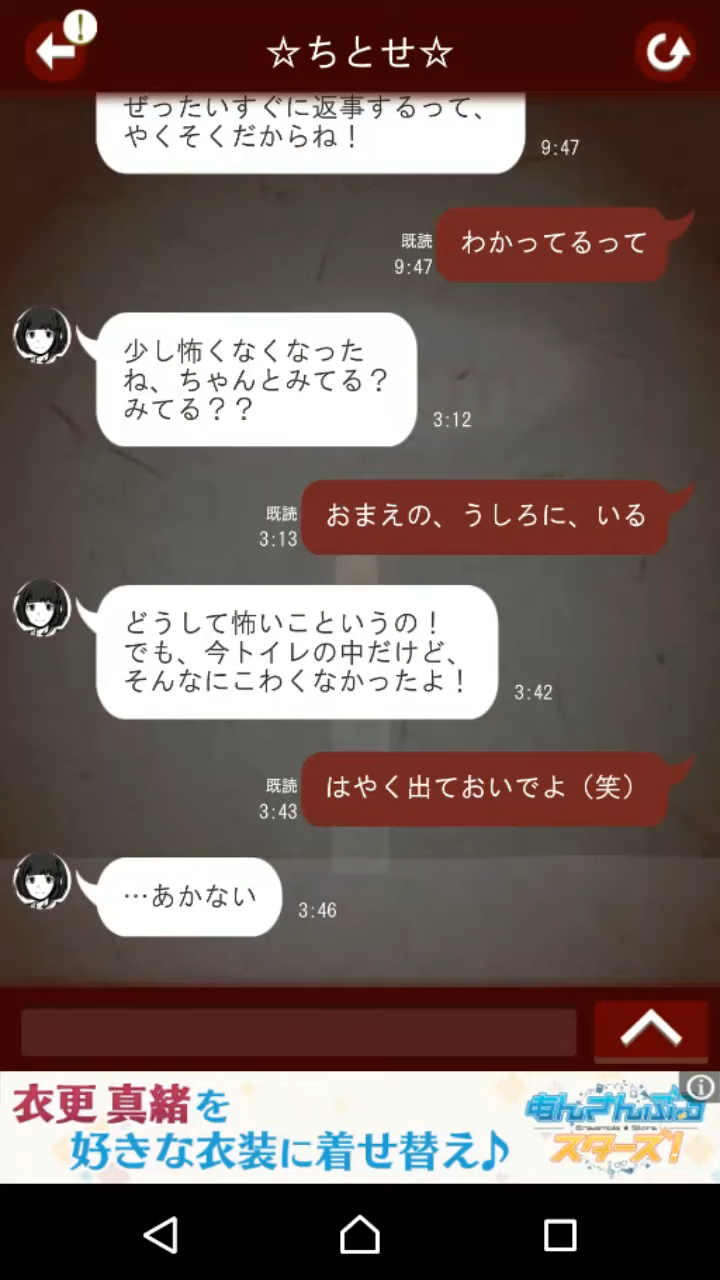 ☆ちとせ☆
ぜったいすぐに返事するって、
やくそくだからね！
9:47
既読
9:47
わかってるって
少し怖くなくなった
ね、ちゃんとみてる？
みてる？？
3:12
既読
3:13
おまえの、うしろに、いる
どうして怖いこというの！
でも、今トイレの中だけど、
そんなにこわくなかったよ！
3:42
既読
3:43
はやく出ておいでよ（笑）
…あかない
3:46
衣更 真緒を
好きな衣装に着せ替え♪
あんさんぶる
Ensemble Stars
スターズ！